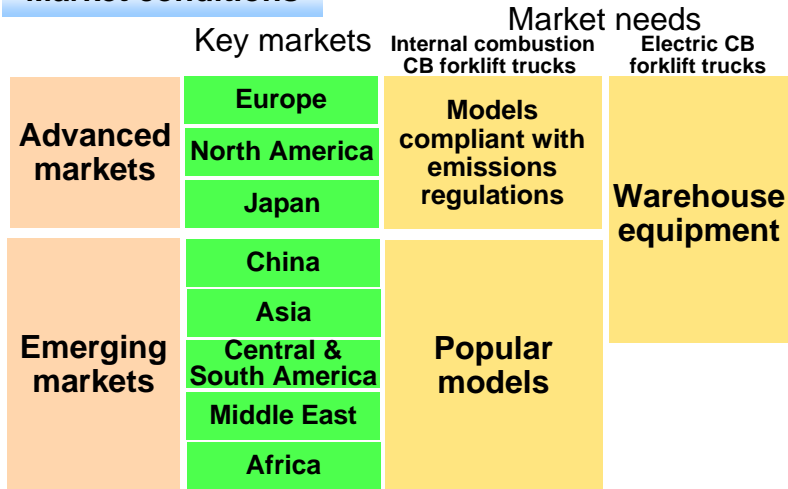 Market conditions
Market needs
Key markets
Internal combustion
CB forklift trucks
Electric CB
forklift trucks
Advanced
markets
Europe
North America
Japan
Models
compliant with
emissions
regulations
Warehouse
equipment
Emerging
markets
China
Asia
Central &
South America
Middle East
Africa
Popular
models